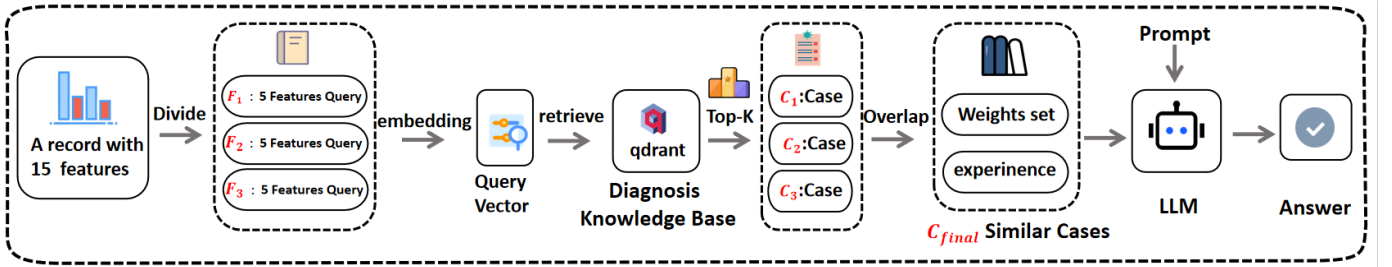 A record with
15 features
Divide
F1 : 5 Features Query
F2 : 5 Features Query
F3 : 5 Features Query
embedding
Query
Vector
retrieve
qdrant
Diagnosis
Knowledge Base
Top-K
C1:Case
C2:Case
C3:Case
Overlap
Weights set
experinence
Cfinal Similar Cases
Prompt
LLM
Answer